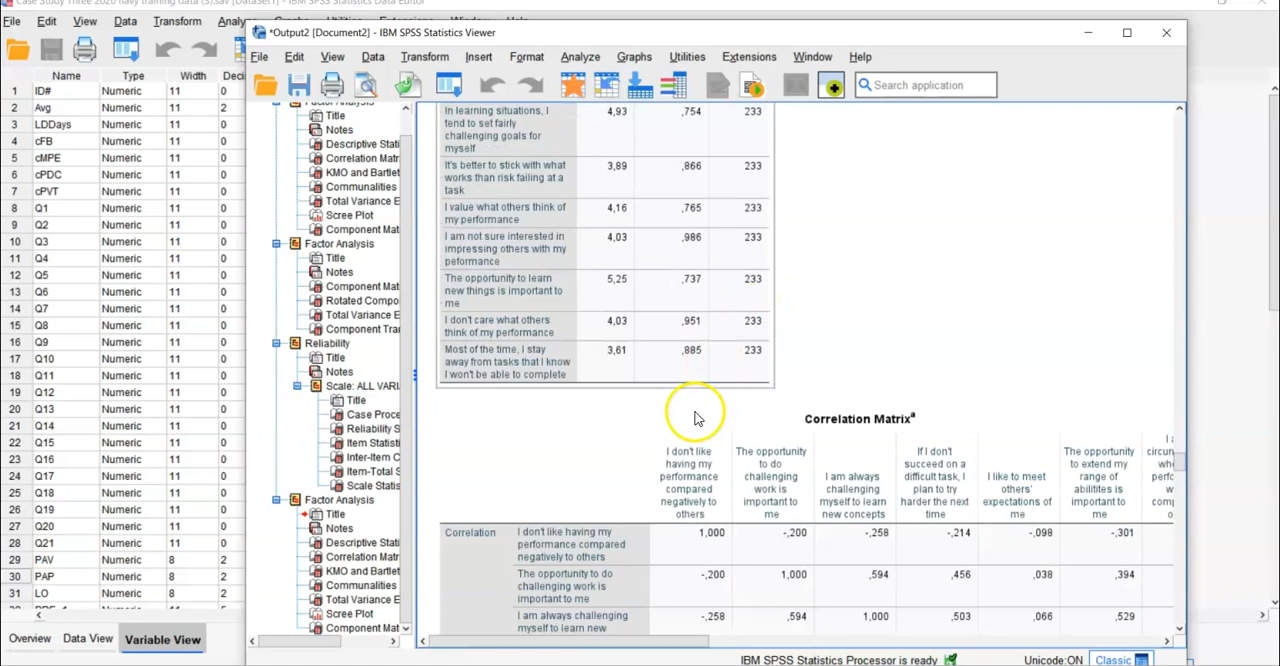 Case Study Three 2020 navy training data (3).sav [DataSet1] - IBM SPSS Statistics Data Editor
File Edit View Data Transform Analy
Name Type Width Deci
1 ID# Numeric 11 0
2 Avg Numeric 11 2
3 LDDays Numeric 11 0
4 cFB Numeric 11 0
5 cMPE Numeric 11 0
6 cPDC Numeric 11 0
7 cPVT Numeric 11 0
8 Q1 Numeric 11 0
9 Q2 Numeric 11 0
10 Q3 Numeric 11 0
11 Q4 Numeric 11 0
12 Q5 Numeric 11 0
13 Q6 Numeric 11 0
14 Q7 Numeric 11 0
15 Q8 Numeric 11 0
16 Q9 Numeric 11 0
17 Q10 Numeric 11 0
18 Q11 Numeric 11 0
19 Q12 Numeric 11 0
20 Q13 Numeric 11 0
21 Q14 Numeric 11 0
22 Q15 Numeric 11 0
23 Q16 Numeric 11 0
24 Q17 Numeric 11 0
25 Q18 Numeric 11 0
26 Q19 Numeric 11 0
27 Q20 Numeric 11 0
28 Q21 Numeric 11 0
29 PAV Numeric 8 2
30 PAP Numeric 8 2
31 LO Numeric 8 2
Overview Data View Variable View
*Output2 [Document2] - IBM SPSS Statistics Viewer
File Edit View Data Transform Insert Format Analyze Graphs Utilities Extensions Window Help
Search application
Factor Analysis
Title
Notes
Descriptive Stati
Correlation Matr
KMO and Bartlet
Communalities
Total Variance E
Scree Plot
Component Mat
Factor Analysis
Title
Notes
Component Mat
Rotated Compo
Total Variance E
Component Tran
Reliability
Title
Notes
Scale: ALL VARI
Title
Case Proce
Reliability S
Item Statisti
Inter-Item C
Item-Total S
Scale Statis
Factor Analysis
Title
Notes
Descriptive Stati
Correlation Matr
KMO and Bartlet
Communalities
Total Variance E
Scree Plot
Component Mat
In learning situations, I 4,93 ,754 233
tend to set fairly
challenging goals for
myself
It's better to stick with what 3,89 ,866 233
works than risk failing at a
task
I value what others think of 4,16 ,765 233
my performance
I am not sure interested in 4,03 ,986 233
impressing others with my
peformance
The opportunity to learn 5,25 ,737 233
new things is important to
me
I don't care what others 4,03 ,951 233
think of my performance
Most of the time, I stay 3,61 ,885 233
away from tasks that I know
I won't be able to complete
Correlation Matrixa
I don't like
having my
performance
compared
negatively to
others
The opportunity
to do
challenging
work is
important to
me
I am always
challenging
myself to learn
new concepts
If I don't
succeed on a
difficult task, I
plan to try
harder the next
time
I like to meet
others'
expectations of
me
The opportunity
to extend my
range of
abilitites is
important to
me
Correlation I don't like having my 1,000 -,200 -,258 -,214 -,098 -,301
performance compared
negatively to others
The opportunity to do -,200 1,000 ,594 ,456 ,038 ,394
challenging work is
important to me
I am always challenging -,258 ,594 1,000 ,503 ,066 ,529
myself to learn new
IBM SPSS Statistics Processor is ready Unicode:ON Classic